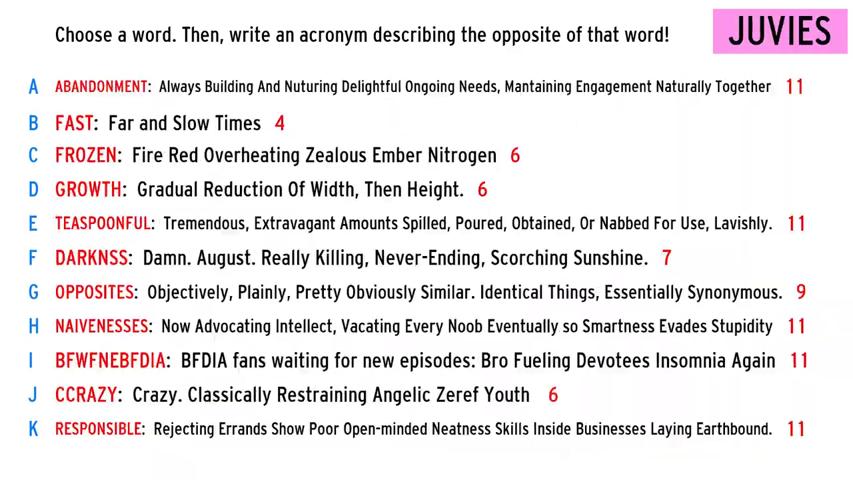 Choose a word. Then, write an acronym describing the opposite of that word!
JUVIES
A ABANDONMENT: Always Building And Nuturing Delightful Ongoing Needs, Mantaining Engagement Naturally Together 11
B FAST: Far and Slow Times 4
C FROZEN: Fire Red Overheating Zealous Ember Nitrogen 6
D GROWTH: Gradual Reduction Of Width, Then Height. 6
E TEASPOONFUL: Tremendous, Extravagant Amounts Spilled, Poured, Obtained, Or Nabbed For Use, Lavishly. 11
F DARKNSS: Damn. August. Really Killing, Never-Ending, Scorching Sunshine. 7
G OPPOSITES: Objectively, Plainly, Pretty Obviously Similar. Identical Things, Essentially Synonymous. 9
H NAIVENESSES: Now Advocating Intellect, Vacating Every Noob Eventually so Smartness Evades Stupidity 11
I BFWFNEBFDIA: BFDIA fans waiting for new episodes: Bro Fueling Devotees Insomnia Again 11
J CCRAZY: Crazy. Classically Restraining Angelic Zeref Youth 6
K RESPONSIBLE: Rejecting Errands Show Poor Open-minded Neatness Skills Inside Businesses Laying Earthbound. 11